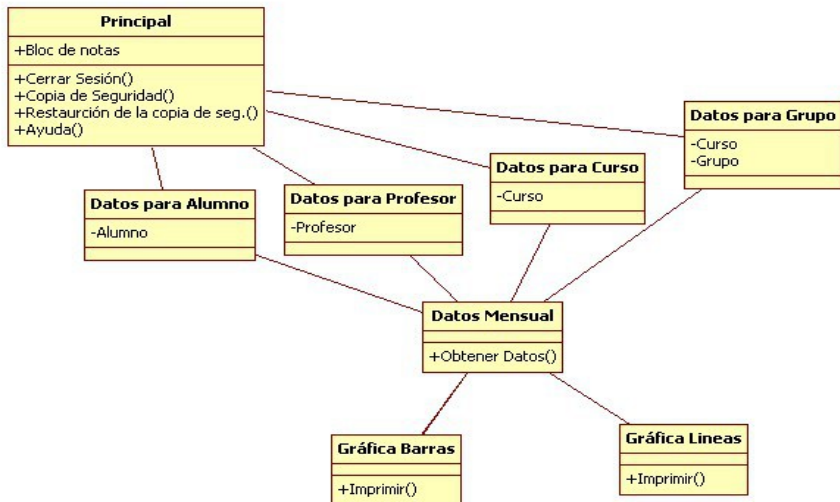 Principal
+Bloc de notas
+Cerrar Sesión()
+Copia de Seguridad()
+Restaurción de la copia de seg.()
+Ayuda()
Datos para Grupo
-Curso
-Grupo
Datos para Curso
-Curso
Datos para Profesor
-Profesor
Datos para Alumno
-Alumno
Datos Mensual
+Obtener Datos()
Gráfica Barras
+Imprimir()
Gráfica Lineas
+Imprimir()